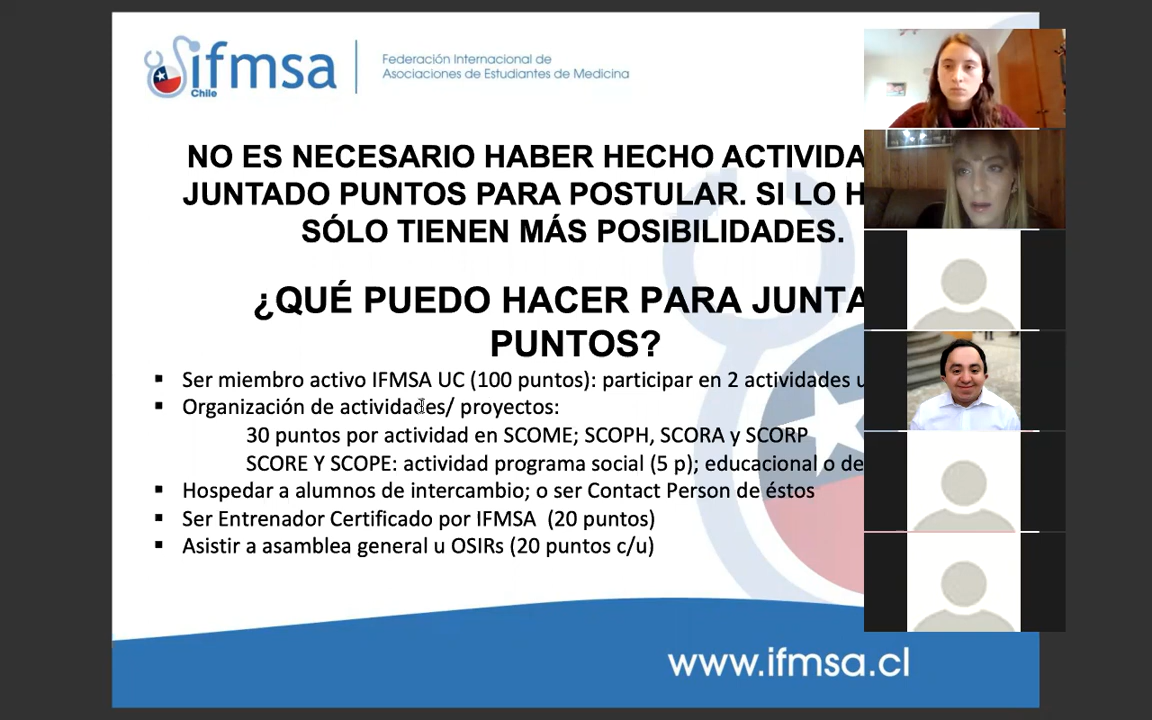 ifmsa
Chile
Federación Internacional de
Asociaciones de Estudiantes de Medicina
NO ES NECESARIO HABER HECHO
JUNTADO PUNTOS PARA POSTULAR. SI LO
SÓLO TIENEN MÁS POSIBILIDADES.
¿QUÉ PUEDO HACER PARA
PUNTOS?
▪ Ser miembro activo IFMSA UC (100 puntos): participar en 2 actividades
▪ Organización de actividades/ proyectos:
30 puntos por actividad en SCOME; SCOPH, SCORA y SCORP
SCORE Y SCOPE: actividad programa social (5 p); educacional o
▪ Hospedar a alumnos de intercambio; o ser Contact Person de éstos
▪ Ser Entrenador Certificado por IFMSA (20 puntos)
▪ Asistir a asamblea general u OSIRs (20 puntos c/u)
www.ifmsa.cl